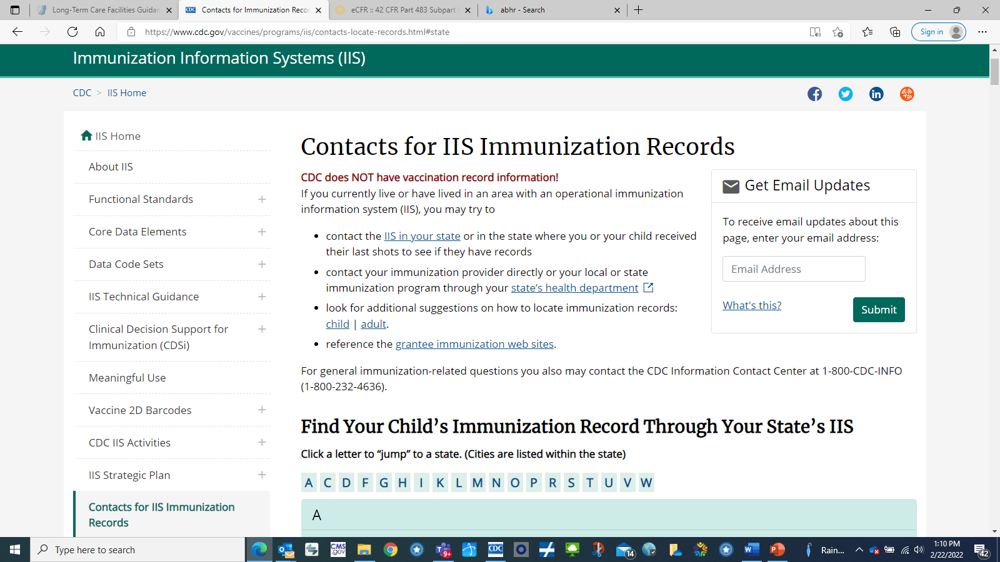 Long-Term Care Facilities Guidan
Contacts for Immunization Recor
eCFR :: 42 CFR Part 483 Subpart
abhr - Search
https://www.cdc.gov/vaccines/programs/iis/contacts-locate-records.html#state
Sign in
Immunization Information Systems (IIS)
CDC > IIS Home
IIS Home
About IIS
Functional Standards
Core Data Elements
Data Code Sets
IIS Technical Guidance
Clinical Decision Support for
Immunization (CDSi)
Meaningful Use
Vaccine 2D Barcodes
CDC IIS Activities
IIS Strategic Plan
Contacts for IIS Immunization
Records
Contacts for IIS Immunization Records
CDC does NOT have vaccination record information!
If you currently live or have lived in an area with an operational immunization
information system (IIS), you may try to
• contact the IIS in your state or in the state where you or your child received
their last shots to see if they have records
• contact your immunization provider directly or your local or state
immunization program through your state’s health department
• look for additional suggestions on how to locate immunization records:
child | adult.
• reference the grantee immunization web sites.
Get Email Updates
To receive email updates about this
page, enter your email address:
Email Address
What's this?
Submit
For general immunization-related questions you also may contact the CDC Information Contact Center at 1-800-CDC-INFO
(1-800-232-4636).
Find Your Child’s Immunization Record Through Your State’s IIS
Click a letter to “jump” to a state. (Cities are listed within the state)
A C D F G H I K L M N O P R S T U V W
A
Type here to search
CMS
.gov
9+
CDC
14
Rain...
1:10 PM
2/22/2022
42